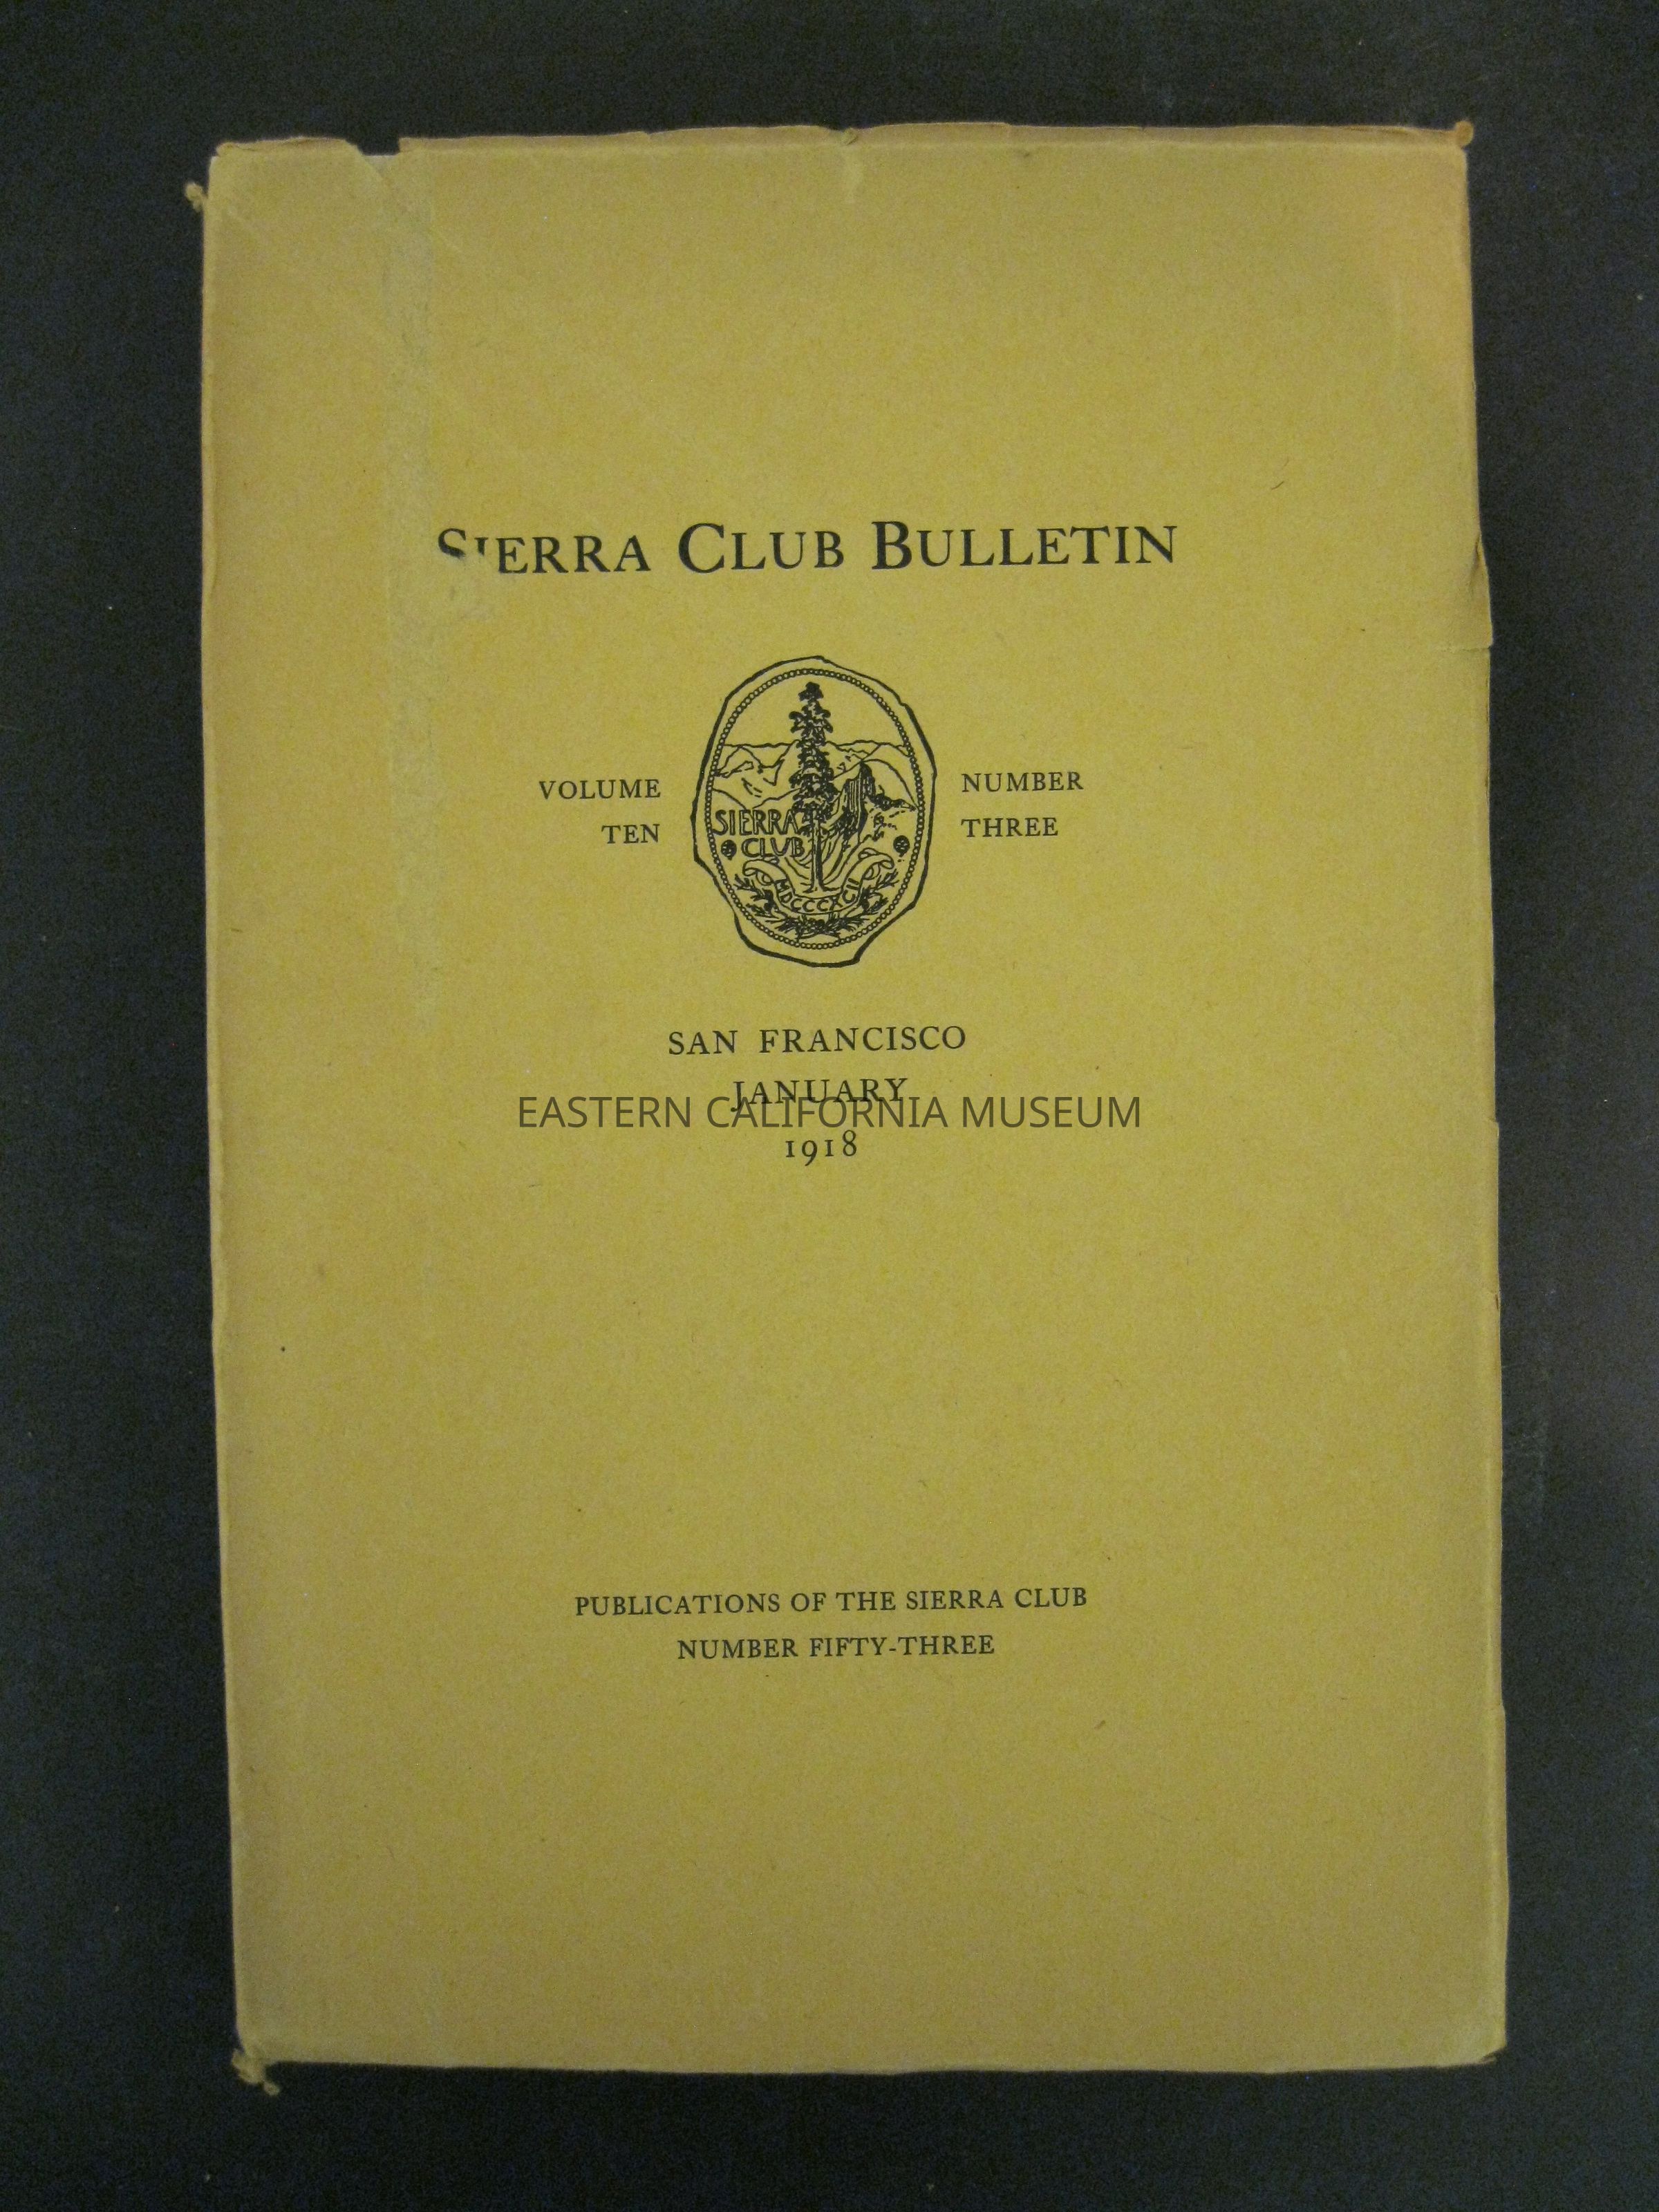 SIERRA CLUB BULLETIN
VOLUME
TEN
NUMBER
THREE
SIERRA
CLUB
MDCCCXCII
SAN FRANCISCO
JANUARY
EASTERN CALIFORNIA MUSEUM
1918
PUBLICATIONS OF THE SIERRA CLUB
NUMBER FIFTY-THREE